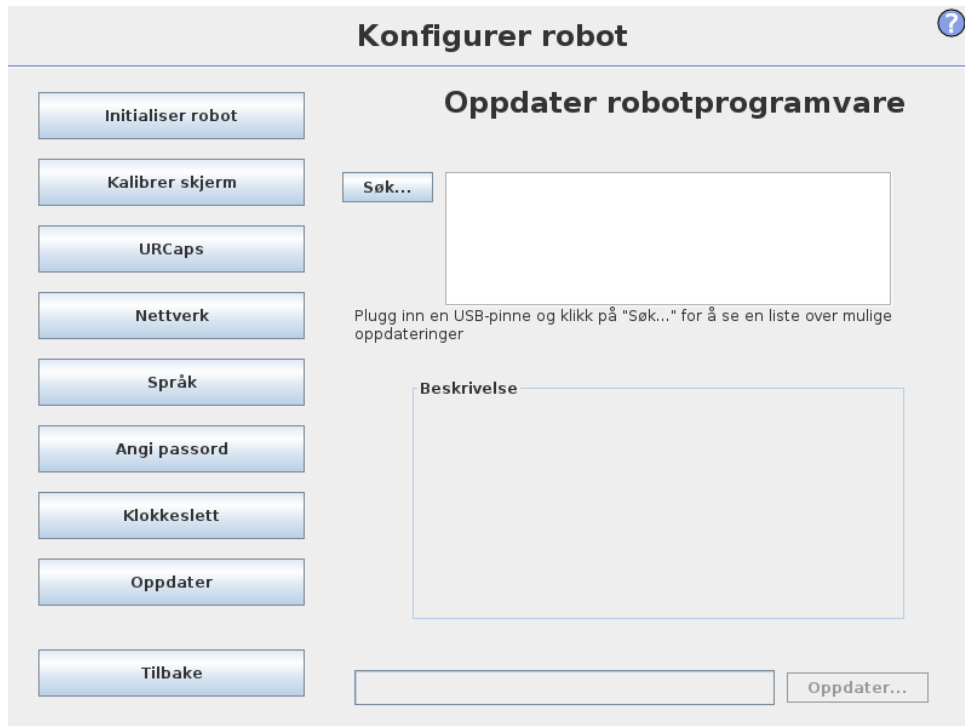 Konfigurer robot
?
Initialiser robot
Kalibrer skjerm
URCaps
Nettverk
Språk
Angi passord
Klokkeslett
Oppdater
Tilbake
Oppdater robotprogramvare
Søk...
Plugg inn en USB-pinne og klikk på "Søk..." for å se en liste over mulige
oppdateringer
Beskrivelse
Oppdater...